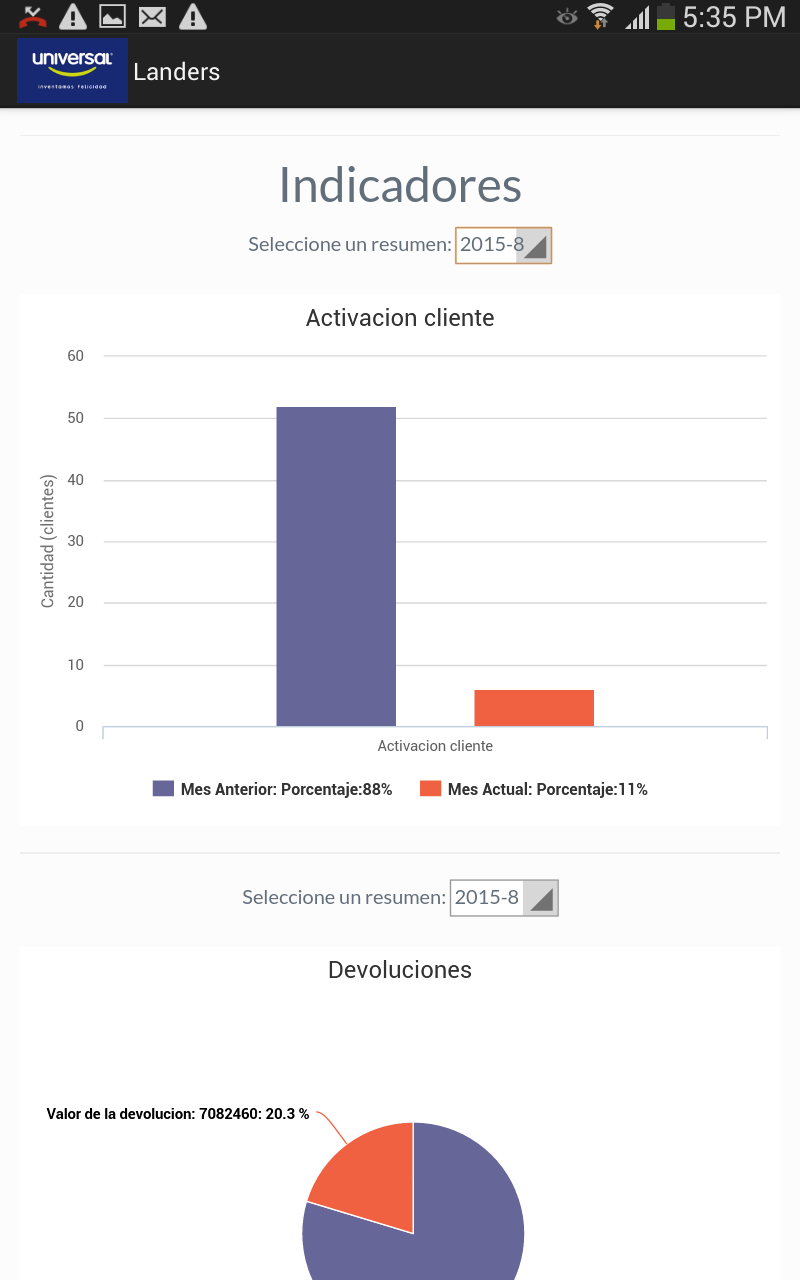 5:35 PM
universal
inventamos felicidad
Landers
Indicadores
Seleccione un resumen: 2015-8
Activacion cliente
60
50
40
30
20
10
0
Cantidad (clientes)
Activacion cliente
Mes Anterior: Porcentaje:88% Mes Actual: Porcentaje:11%
Seleccione un resumen: 2015-8
Devoluciones
Valor de la devolucion: 7082460: 20.3 %